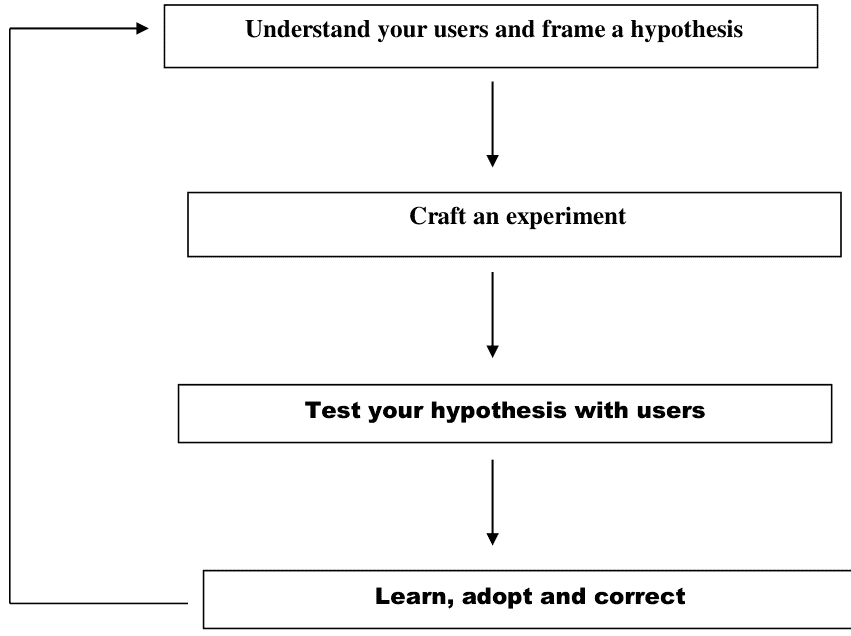 Understand your users and frame a hypothesis
Craft an experiment
Test your hypothesis with users
Learn, adopt and correct